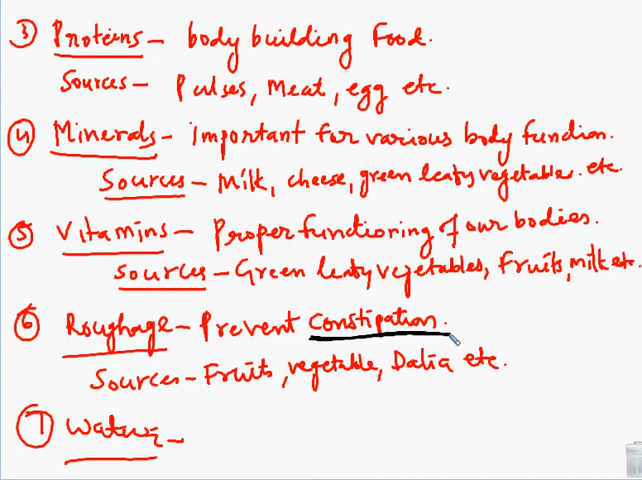 ③ Proteins - body building Food.
Sources - Pulses, Meat, egg etc.
④ Minerals - important for various body function.
Sources - Milk, cheese, green leafy vegetables. etc.
⑤ Vitamins - Proper functioning of our bodies.
Sources - Green leafy vegetables, Fruits, milk etc.
⑥ Roughage - Prevent Constipation.
Sources - Fruits, vegetable, Dalia etc.
⑦ Water -